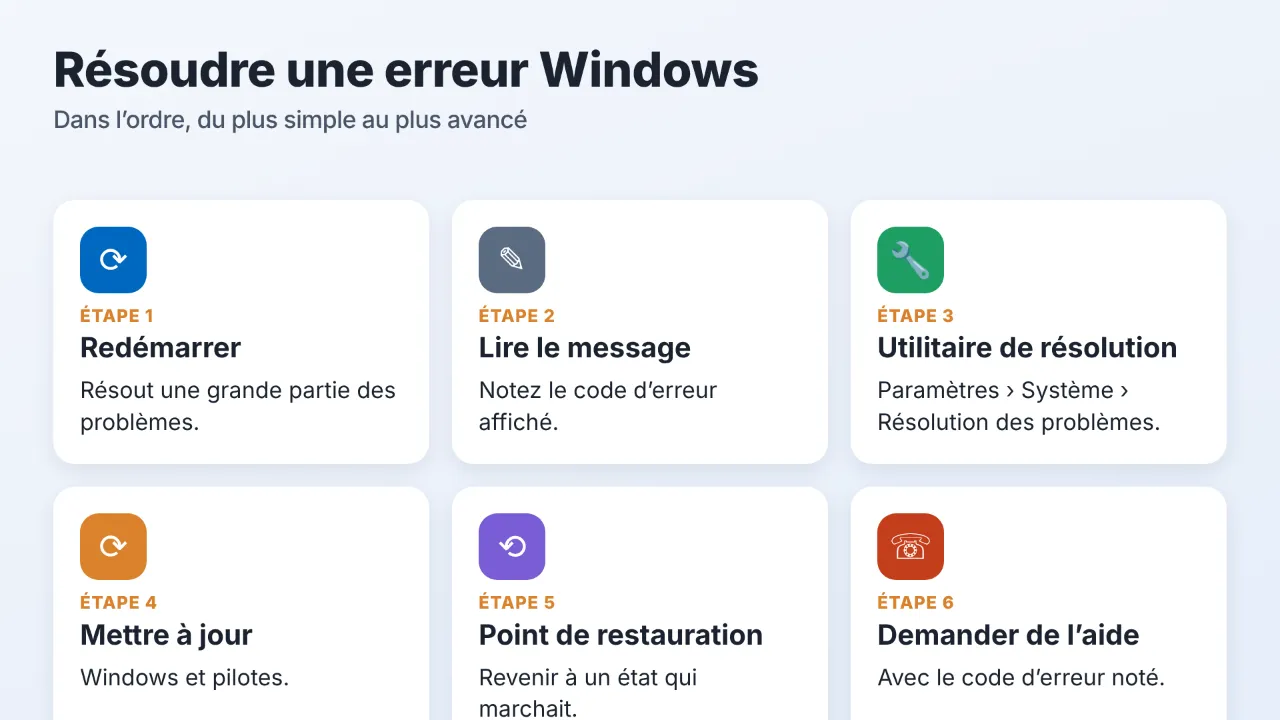 Résoudre une erreur Windows
Dans l’ordre, du plus simple au plus avancé
ÉTAPE 1
Redémarrer
Résout une grande partie des
problèmes.
ÉTAPE 2
Lire le message
Notez le code d’erreur
affiché.
ÉTAPE 3
Utilitaire de résolution
Paramètres › Système ›
Résolution des problèmes.
ÉTAPE 4
Mettre à jour
Windows et pilotes.
ÉTAPE 5
Point de restauration
Revenir à un état qui
marchait.
ÉTAPE 6
Demander de l’aide
Avec le code d’erreur noté.